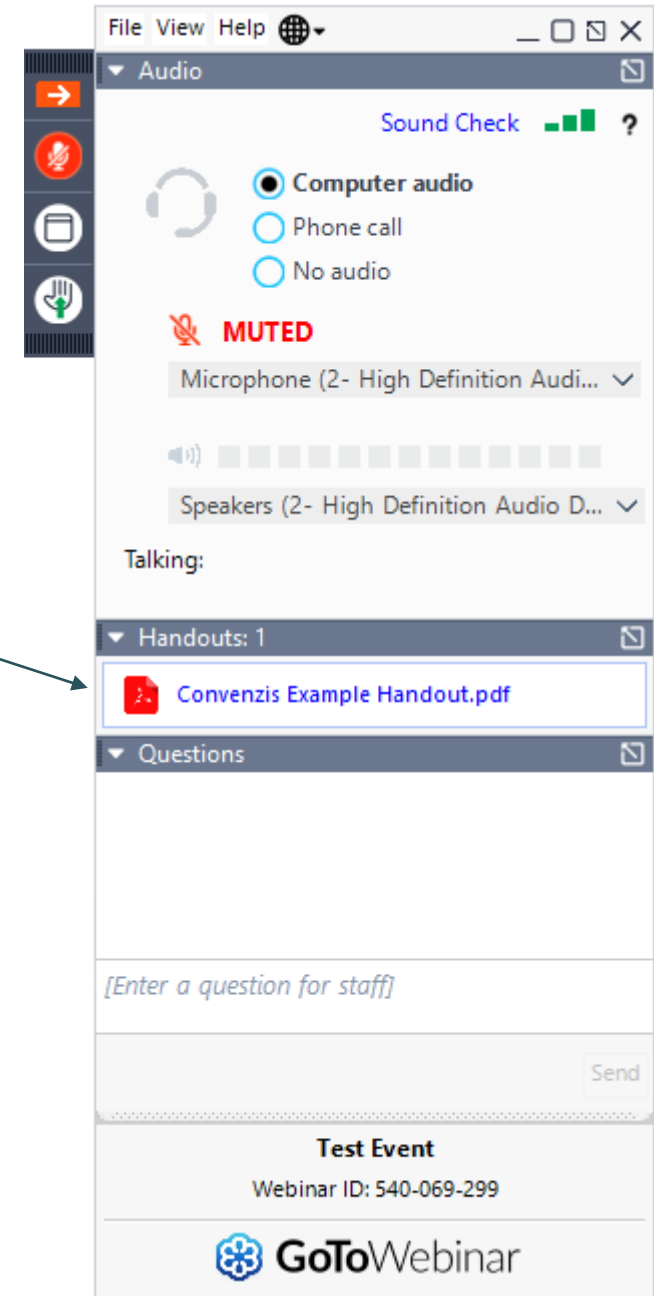 File View Help
Audio
Sound Check ?
Computer audio
Phone call
No audio
MUTED
Microphone (2- High Definition Audi...
Speakers (2- High Definition Audio D...
Talking:
Handouts: 1
Convenzis Example Handout.pdf
Questions
[Enter a question for staff]
Send
Test Event
Webinar ID: 540-069-299
GoToWebinar